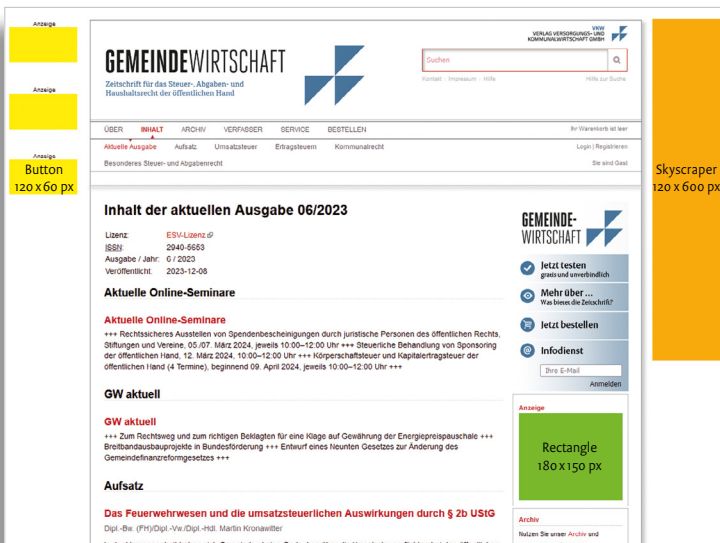 Anzeige
Anzeige
Anzeige
Button
120 x 60 px
VKW
VERLAG VERSORGUNGS- UND
KOMMUNALWIRTSCHAFT GMBH
GEMEINDEWIRTSCHAFT
Zeitschrift für das Steuer-, Abgaben- und
Haushaltsrecht der öffentlichen Hand
Suchen
Kontakt | Impressum | Hilfe Hilfe zur Suche
ÜBER INHALT ARCHIV VERFASSER SERVICE BESTELLEN Ihr Warenkorb ist leer
Aktuelle Ausgabe Aufsatz Umsatzsteuer Ertragsteuern Kommunalrecht Login | Registrieren
Besonderes Steuer- und Abgabenrecht Sie sind Gast
Skyscraper
120 x 600 px
Inhalt der aktuellen Ausgabe 06/2023
Lizenz: ESV-Lizenz
ISSN: 2940-5653
Ausgabe / Jahr: 6 / 2023
Veröffentlicht: 2023-12-08
Aktuelle Online-Seminare
Aktuelle Online-Seminare
+++ Rechtssicheres Ausstellen von Spendenbescheinigungen durch juristische Personen des öffentlichen Rechts,
Stiftungen und Vereine, 05./07. März 2024, jeweils 10:00–12:00 Uhr +++ Steuerliche Behandlung von Sponsoring
der öffentlichen Hand, 12. März 2024, 10:00–12:00 Uhr +++ Körperschaftsteuer und Kapitalertragsteuer der
öffentlichen Hand (4 Termine), beginnend 09. April 2024, jeweils 10:00–12:00 Uhr +++
GW aktuell
GW aktuell
+++ Zum Rechtsweg und zum richtigen Beklagten für eine Klage auf Gewährung der Energiepreispauschale +++
Breitbandausbauprojekte in Bundesförderung +++ Entwurf eines Neunten Gesetzes zur Änderung des
Gemeindefinanzreformgesetzes +++
Aufsatz
Das Feuerwehrwesen und die umsatzsteuerlichen Auswirkungen durch § 2b UStG
Dipl.-Bw. (FH)/Dipl.-Vw./Dipl.-Hdl. Martin Kronawitter
GEMEINDE-
WIRTSCHAFT
Jetzt testen
gratis und unverbindlich
Mehr über ...
Was bietet die Zeitschrift?
Jetzt bestellen
Infodienst
Ihre E-Mail
Anmelden
Anzeige
Rectangle
180 x 150 px
Archiv
Nutzen Sie unser Archiv und